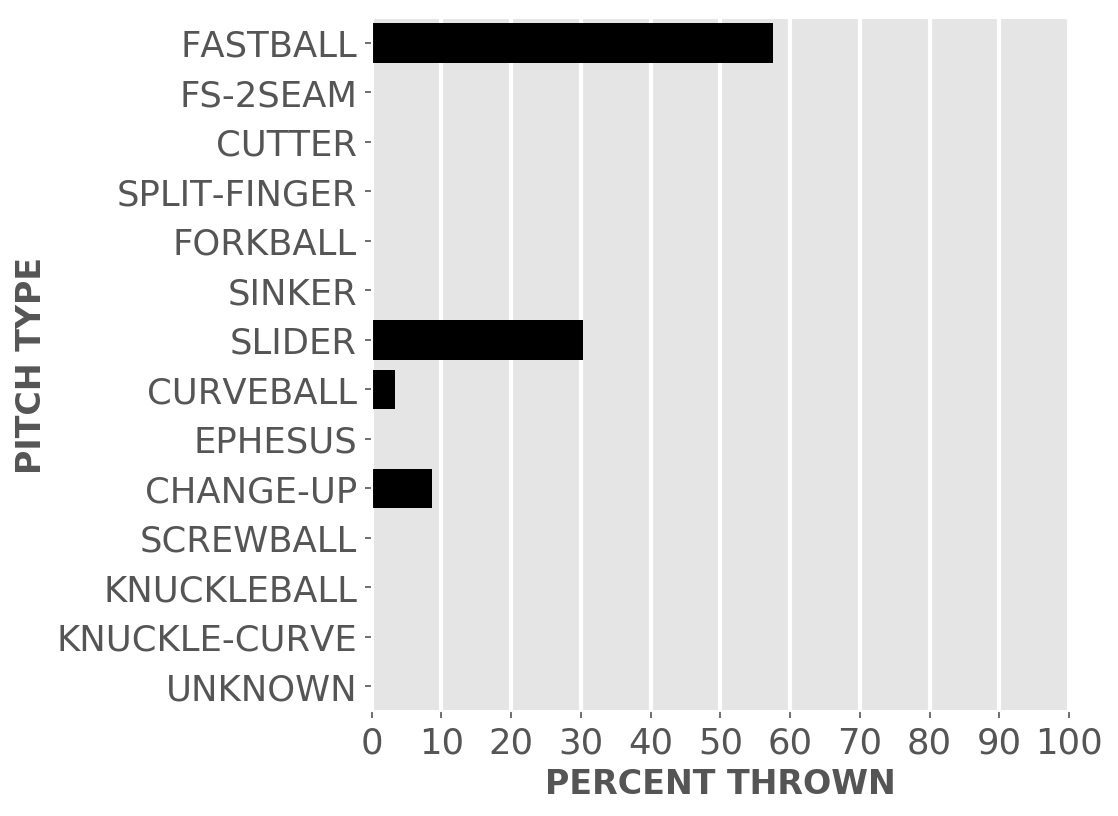 FASTBALL
FS-2SEAM
CUTTER
SPLIT-FINGER
FORKBALL
SINKER
SLIDER
CURVEBALL
EPHESUS
CHANGE-UP
SCREWBALL
KNUCKLEBALL
KNUCKLE-CURVE
UNKNOWN
PITCH TYPE
0 10 20 30 40 50 60 70 80 90 100
PERCENT THROWN